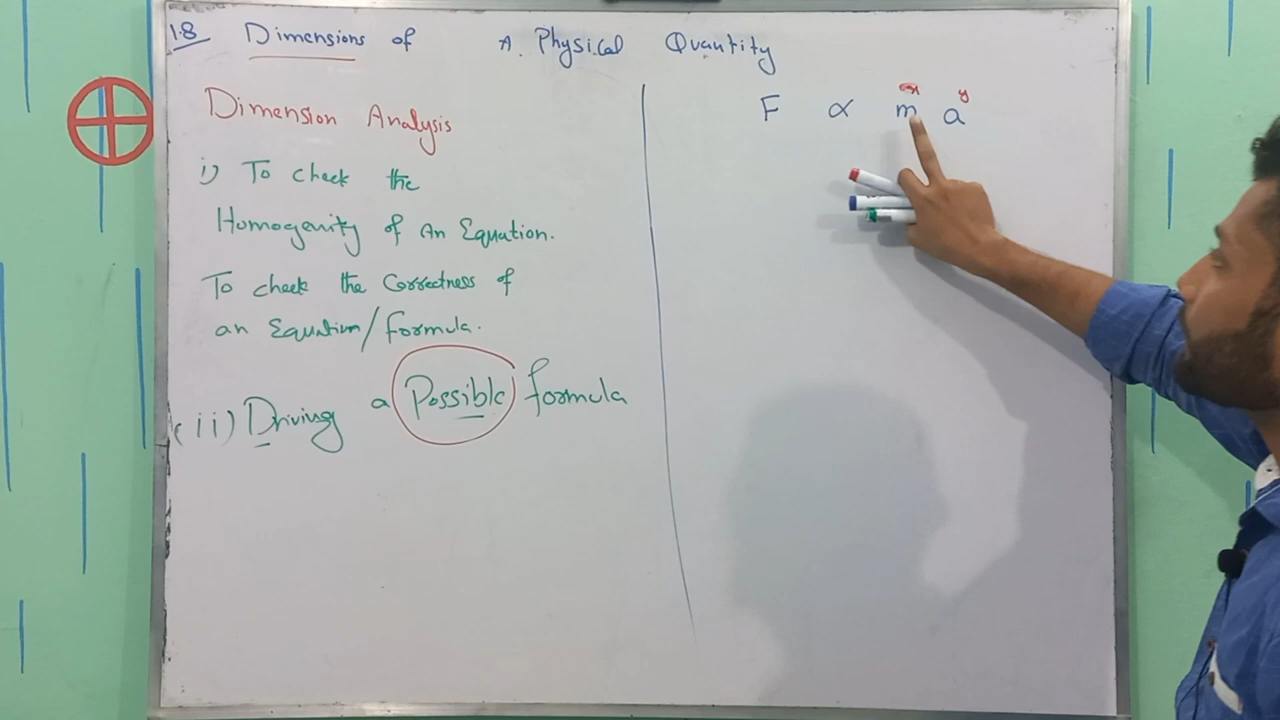 1.8 Dimensions of A. Physical Quantity
Dimension Analysis
i) To check the
Homogenity of An Equation.
To check the Correctness of
an Equation/formula.
(ii) Driving a Possible formula
F ∝ m^x a^y